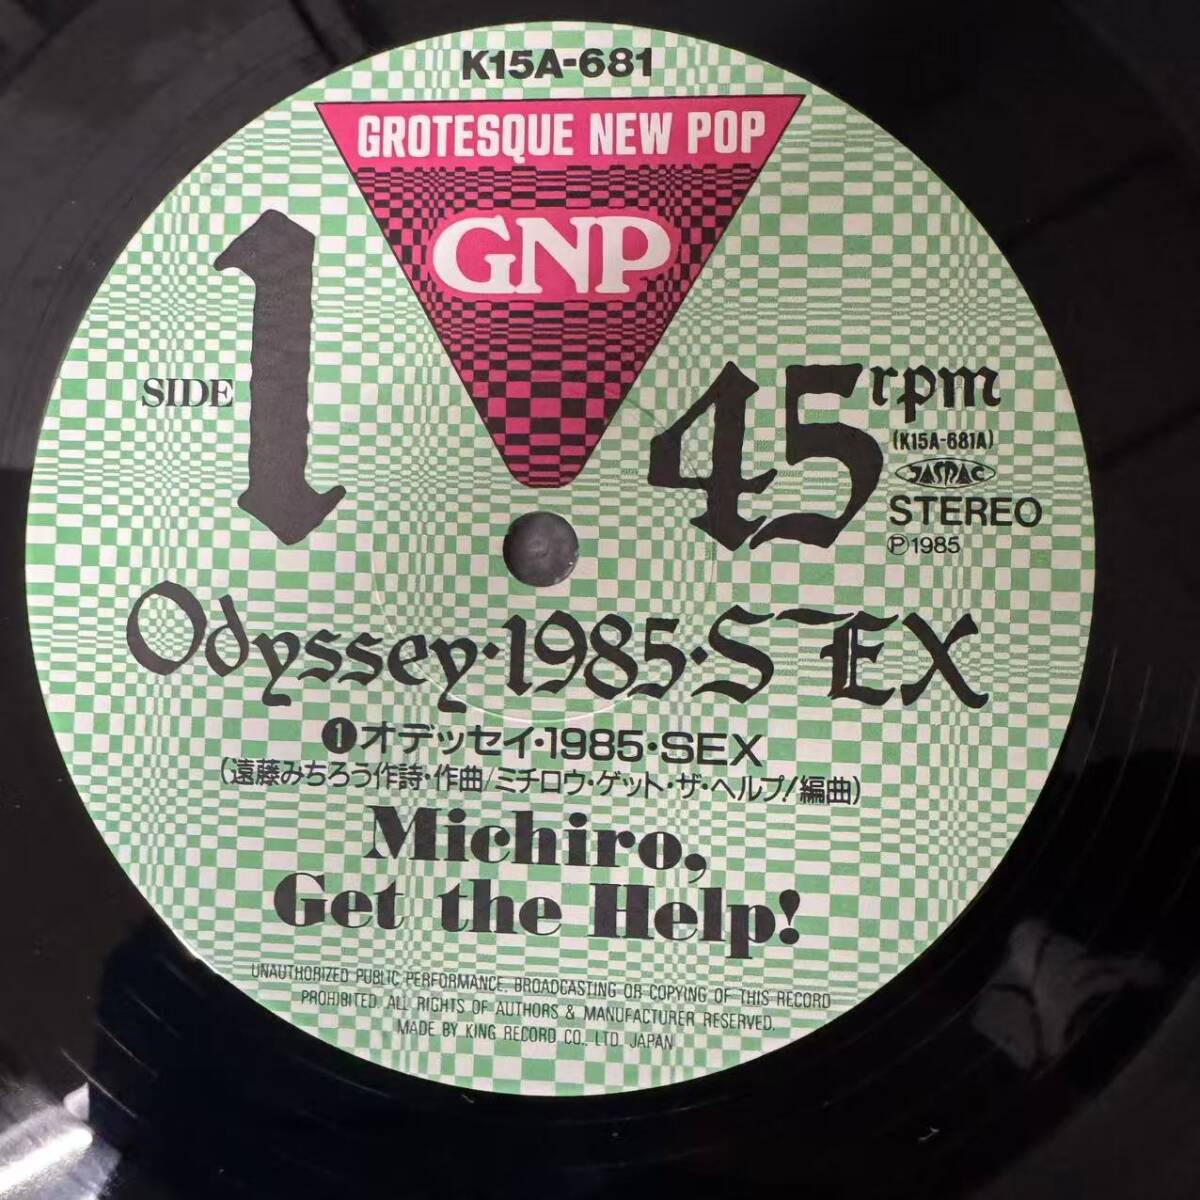 K15A-681
GROTESQUE NEW POP
GNP
SIDE 1
45 rpm
(K15A-681A)
JASRAC
STEREO
Ⓟ1985
Odyssey・1985・SEX
❶オデッセイ・1985・SEX
(遠藤みちろう作詩・作曲/ミチロウ・ゲット・ザ・ヘルプ!編曲)
Michiro,
Get the Help!
UNAUTHORIZED PUBLIC PERFORMANCE, BROADCASTING OR COPYING OF THIS RECORD
PROHIBITED. ALL RIGHTS OF AUTHORS & MANUFACTURER RESERVED.
MADE BY KING RECORD CO., LTD. JAPAN